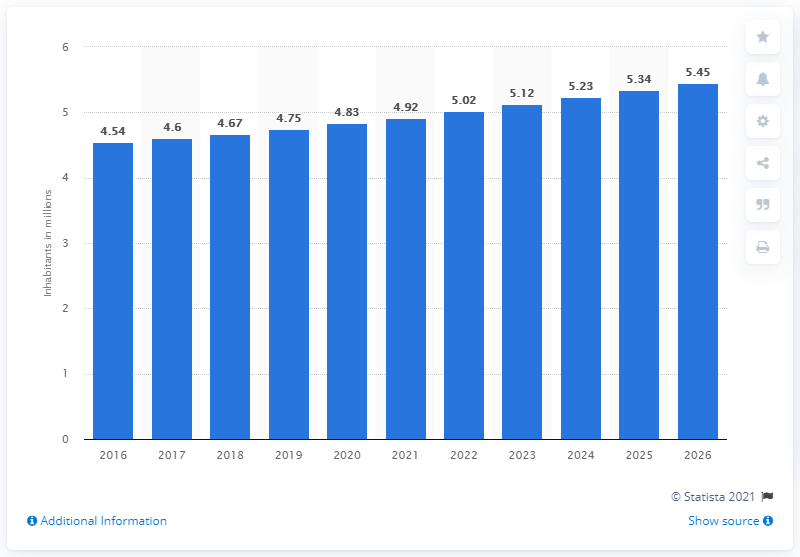 6
5
4
3
2
1
0
Inhabitants in millions
4.54 4.6 4.67 4.75 4.83 4.92 5.02 5.12 5.23 5.34 5.45
2016 2017 2018 2019 2020 2021 2022 2023 2024 2025 2026
© Statista 2021
Additional Information
Show source